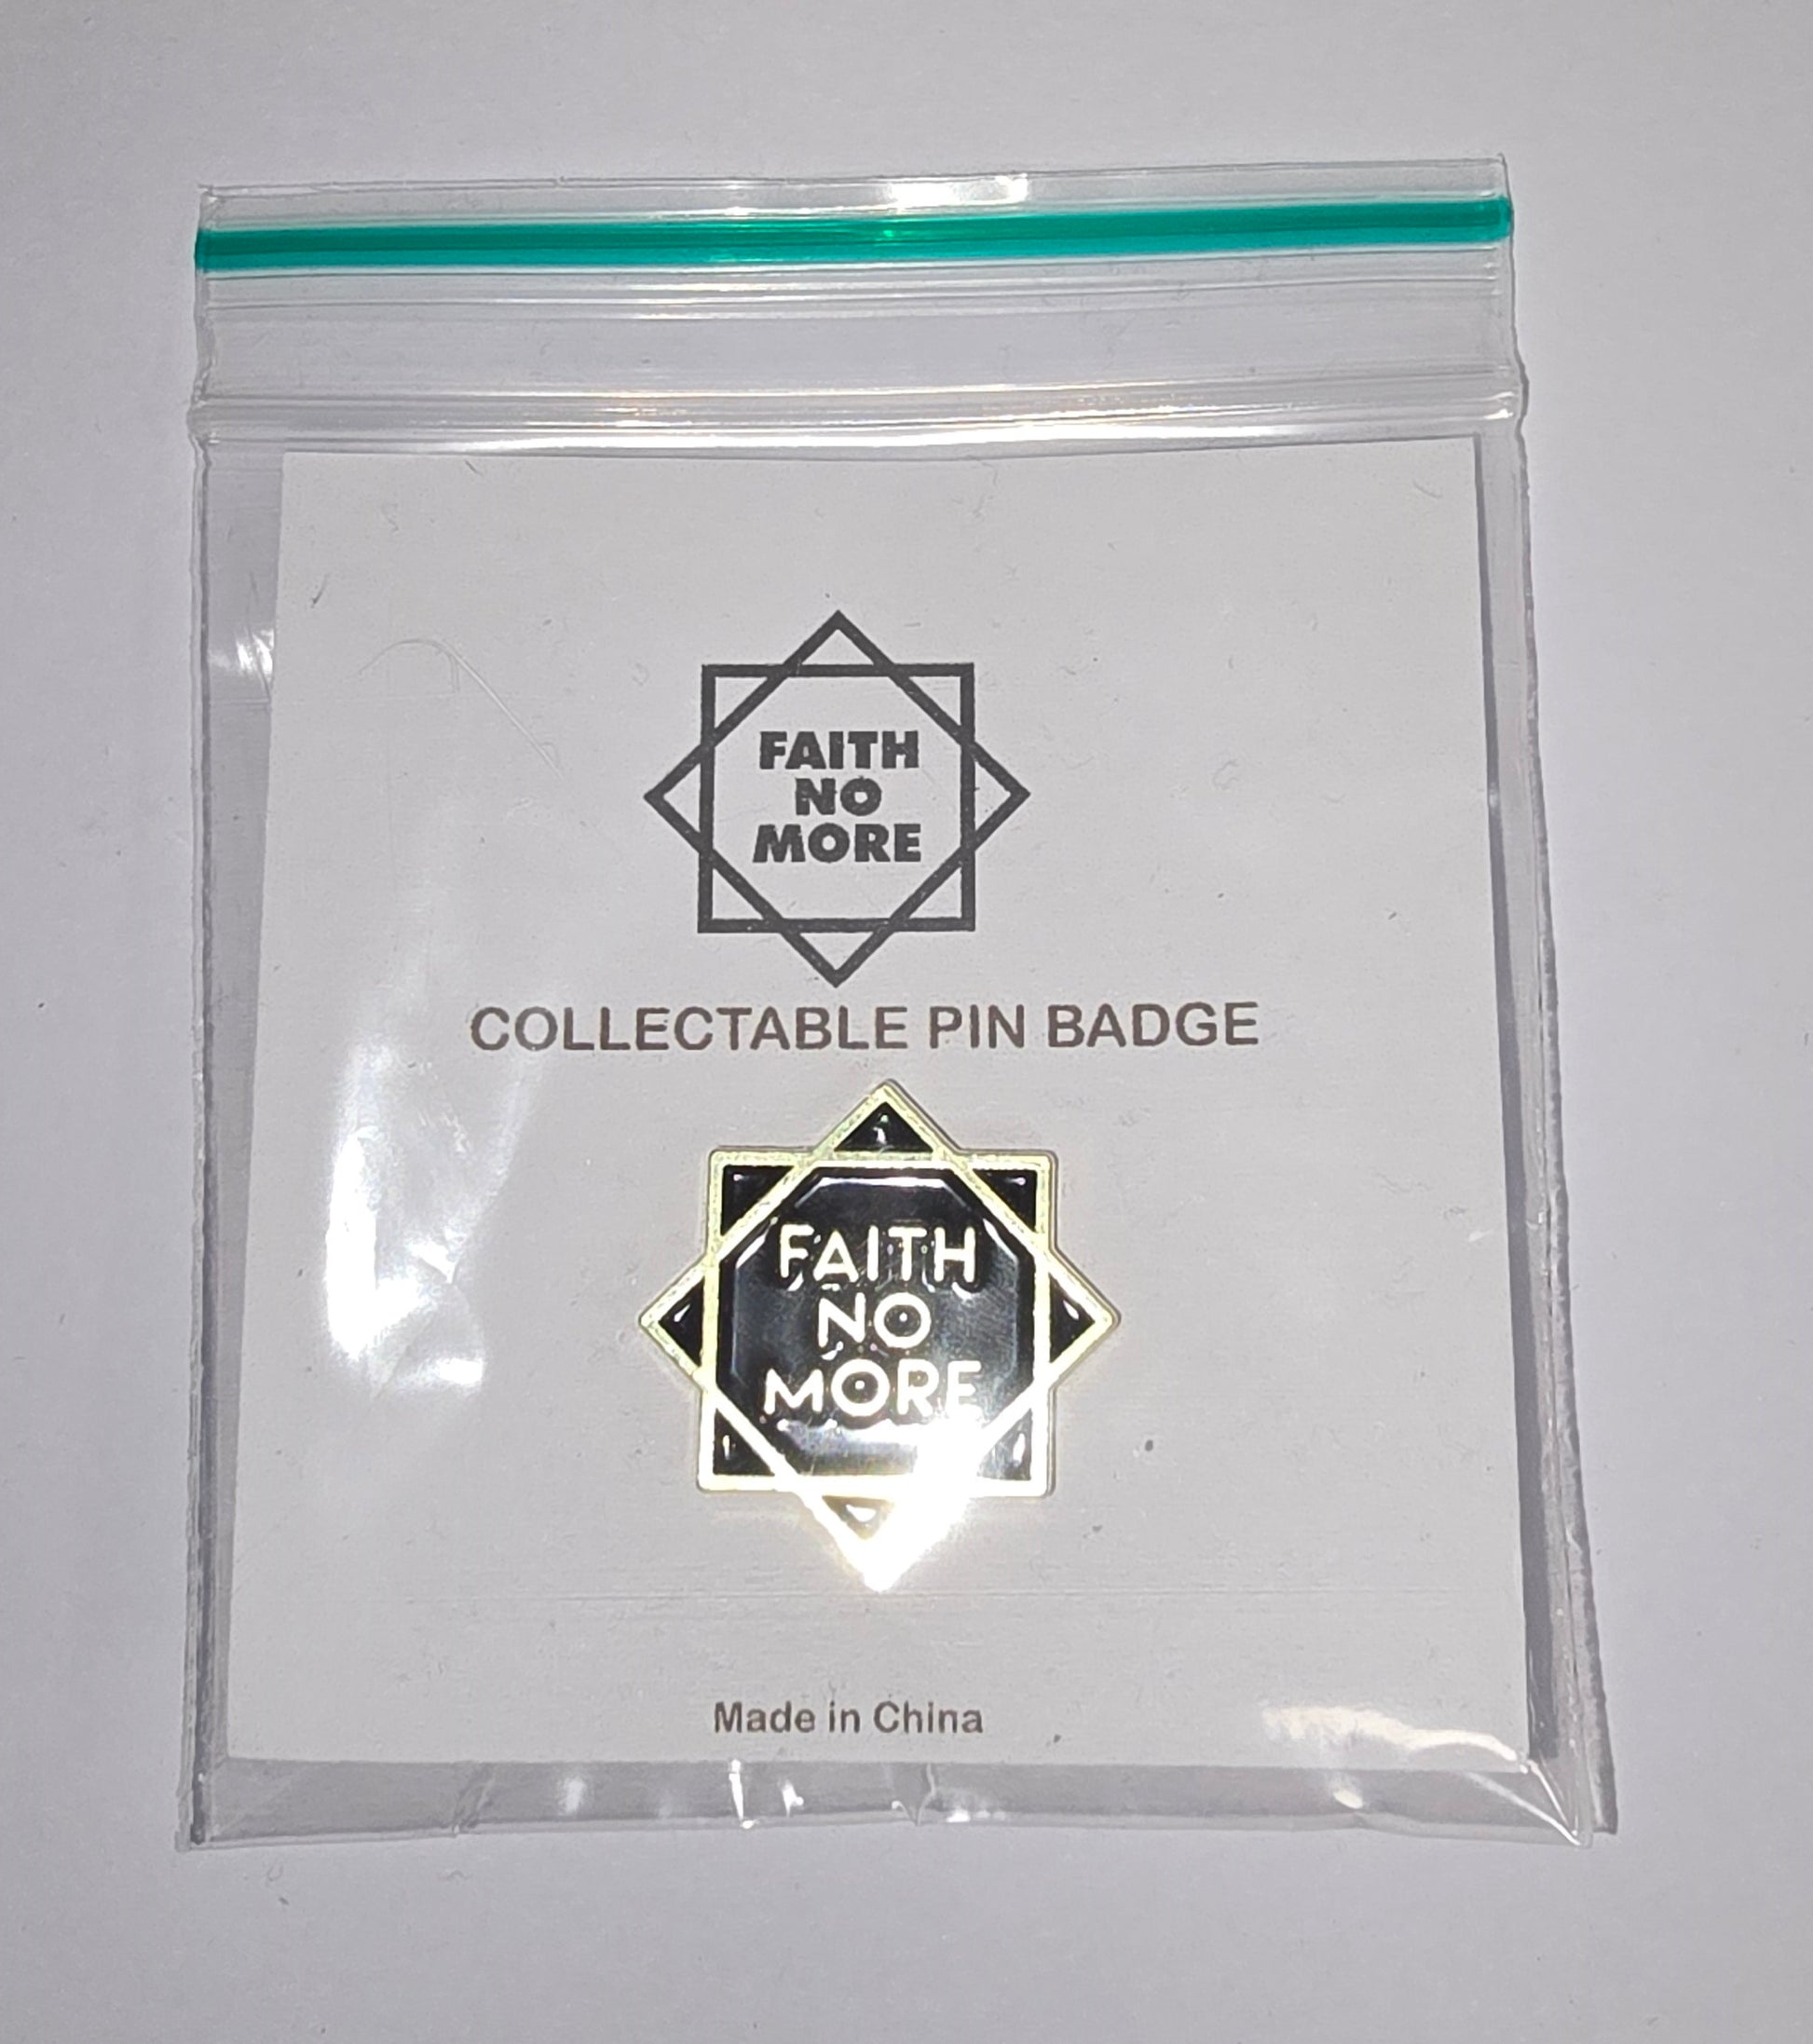 FAITH
NO
MORE
COLLECTABLE PIN BADGE
FAITH
NO
MORE
Made in China